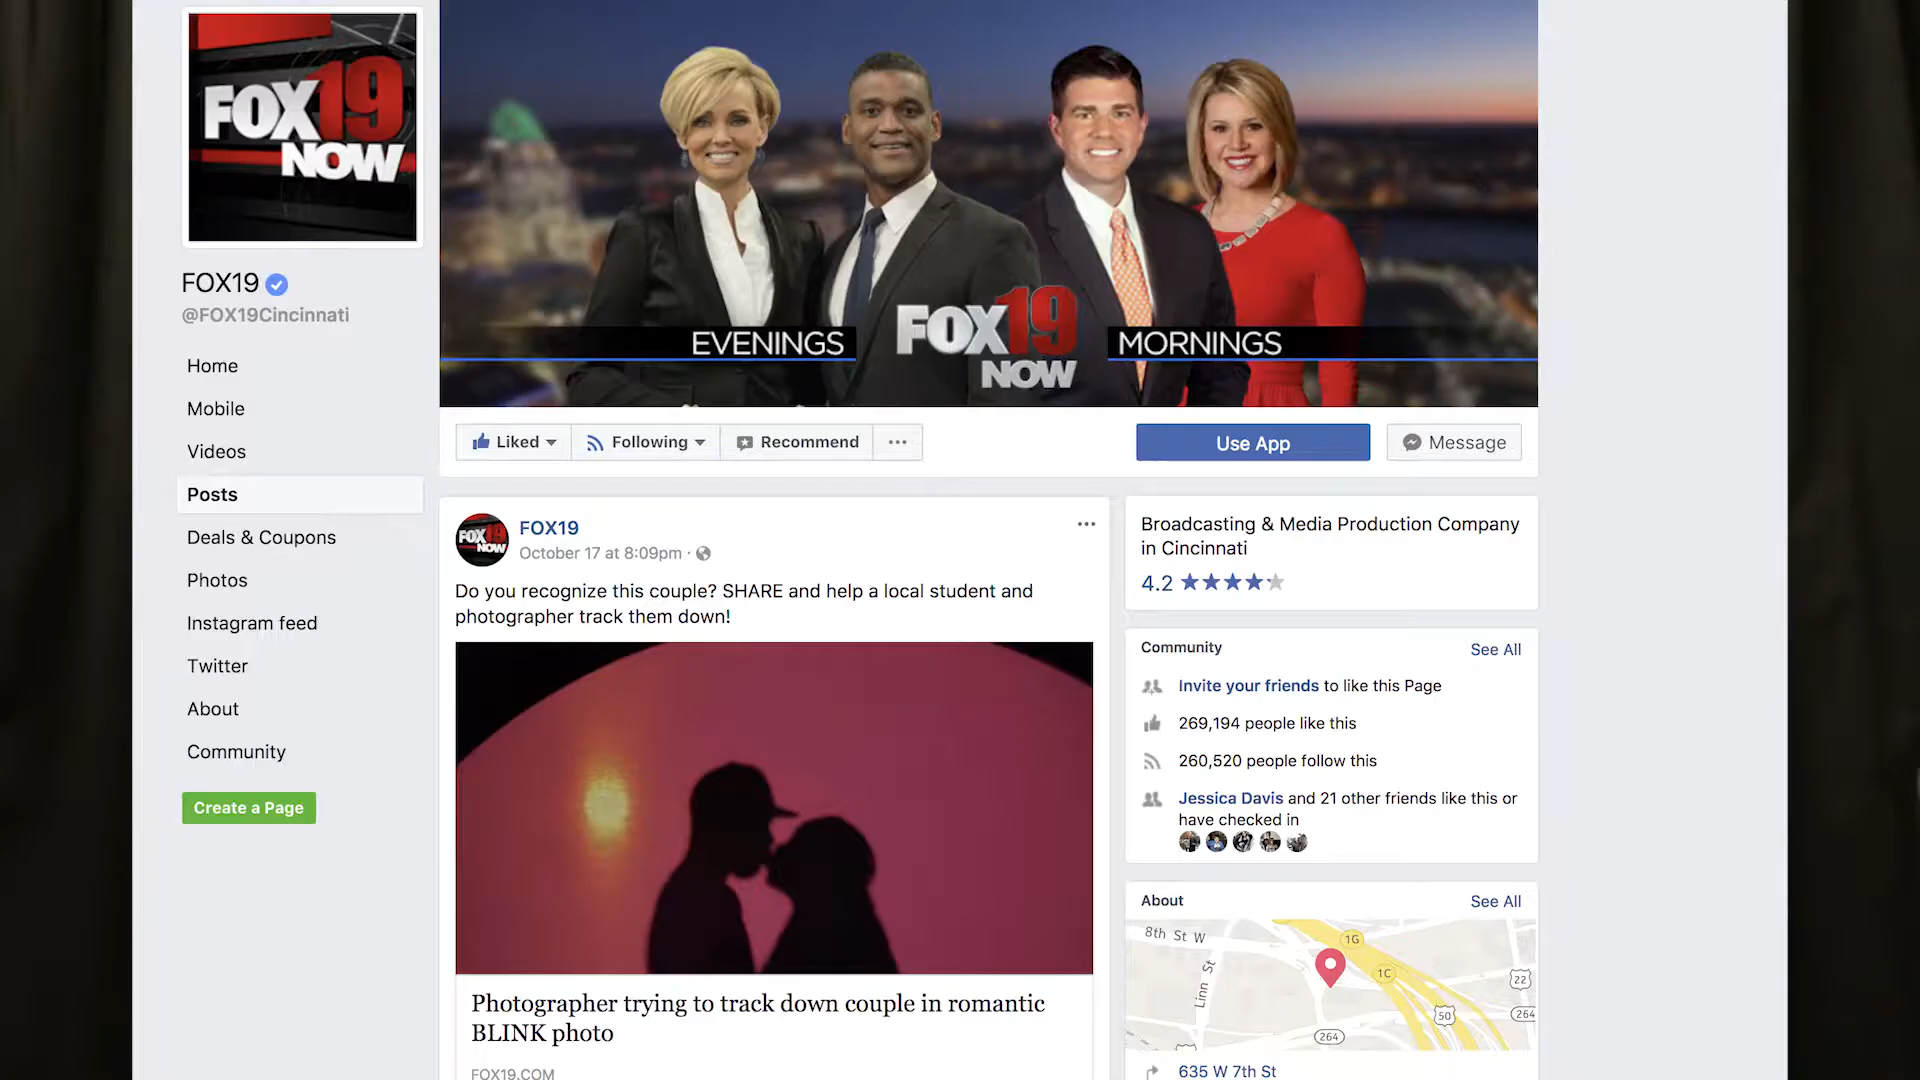 FOX19
NOW
FOX19
@FOX19Cincinnati
Home
Mobile
Videos
Posts
Deals & Coupons
Photos
Instagram feed
Twitter
About
Community
Create a Page
EVENINGS
FOX19
NOW
MORNINGS
Liked
Following
Recommend
Use App
Message
FOX19
NOW
FOX19
October 17 at 8:09pm ·
Do you recognize this couple? SHARE and help a local student and
photographer track them down!
Photographer trying to track down couple in romantic
BLINK photo
FOX19.COM
Broadcasting & Media Production Company
in Cincinnati
4.2
Community
See All
Invite your friends to like this Page
269,194 people like this
260,520 people follow this
Jessica Davis and 21 other friends like this or
have checked in
About
See All
8th St W
Linn St
1G
1C
22
50
264
264
635 W 7th St